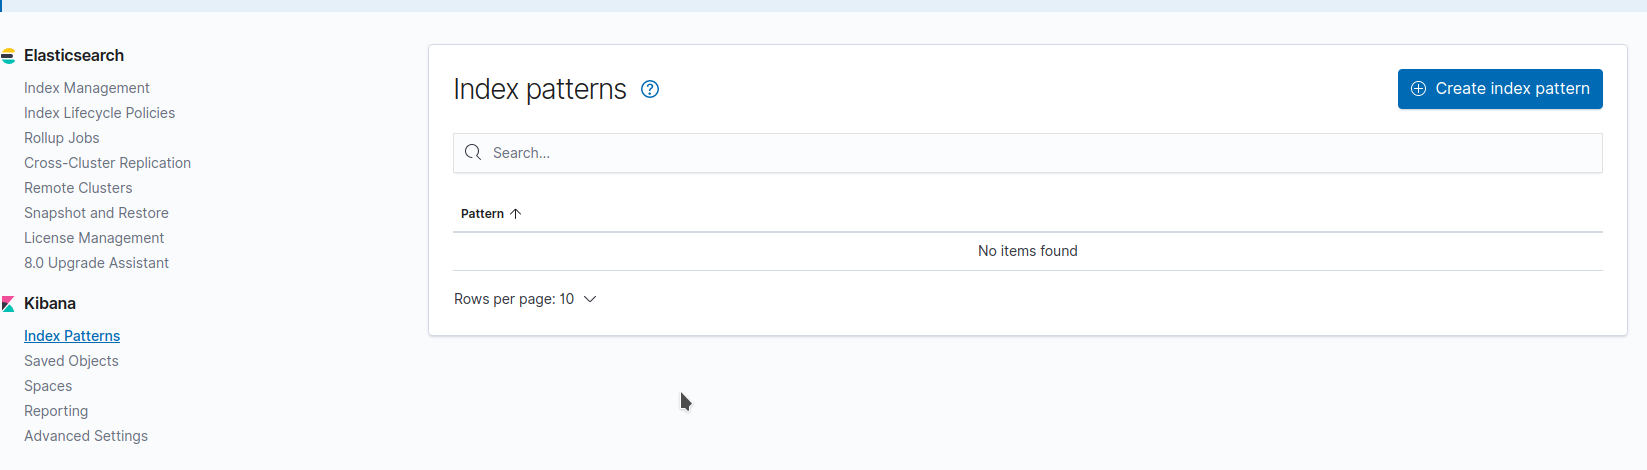 Elasticsearch
Index Management
Index Lifecycle Policies
Rollup Jobs
Cross-Cluster Replication
Remote Clusters
Snapshot and Restore
License Management
8.0 Upgrade Assistant
Kibana
Index Patterns
Saved Objects
Spaces
Reporting
Advanced Settings
Index patterns ?
Create index pattern
Search...
Pattern
No items found
Rows per page: 10